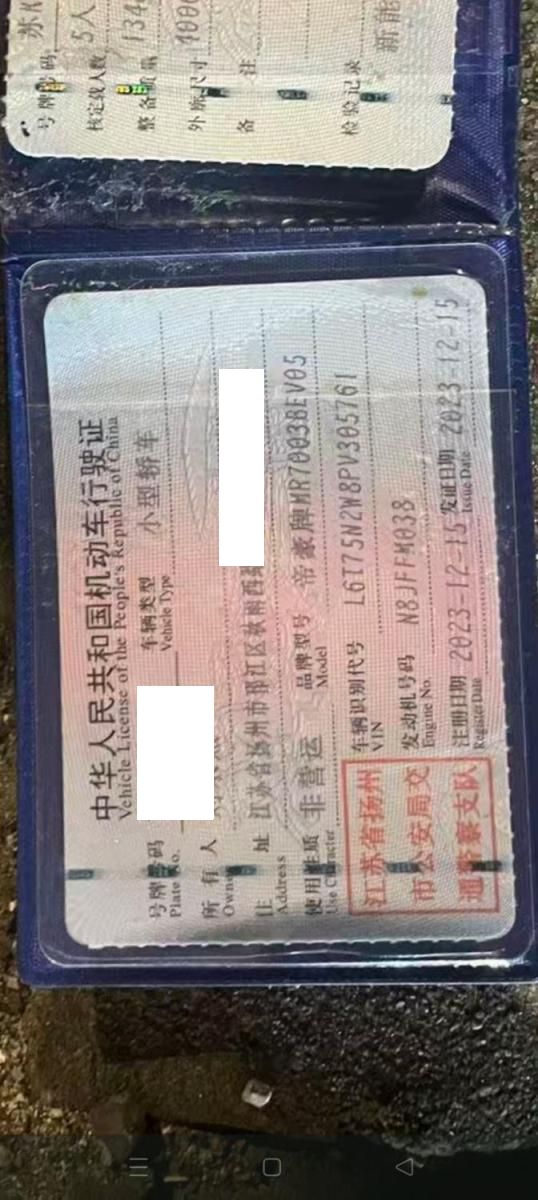 中华人民共和国机动车行驶证
Vehicle License of the People's Republic of China
号牌号码
Plate No.
车辆类型 小型轿车
Vehicle Type
所有人
Owner
住址 江苏省扬州市邗江区秋雨西路
Address
使用性质 非营运 品牌型号 帝豪牌MR7003BEV05
Use Character Model
江苏省扬州
市公安局交
通警察支队
车辆识别代号 L6T75N2W8PV305761
VIN
发动机号码 N8JFFM038
Engine No.
注册日期 2023-12-15 发证日期 2023-12-15
Register Date Issue Date
号牌号码 苏
核定载人数 5人
整备质量 134
外廓尺寸
备注
检验记录 新能